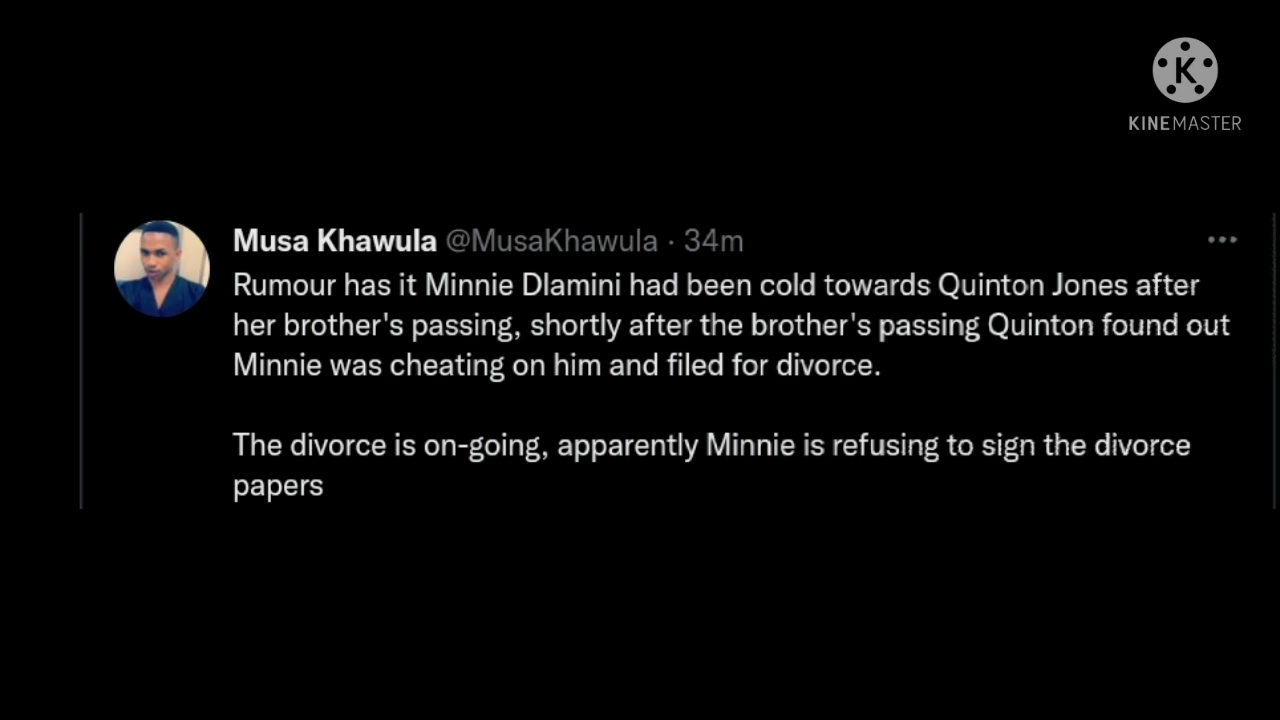 K
KINEMASTER
Musa Khawula @MusaKhawula · 34m
Rumour has it Minnie Dlamini had been cold towards Quinton Jones after
her brother's passing, shortly after the brother's passing Quinton found out
Minnie was cheating on him and filed for divorce.
The divorce is on-going, apparently Minnie is refusing to sign the divorce
papers